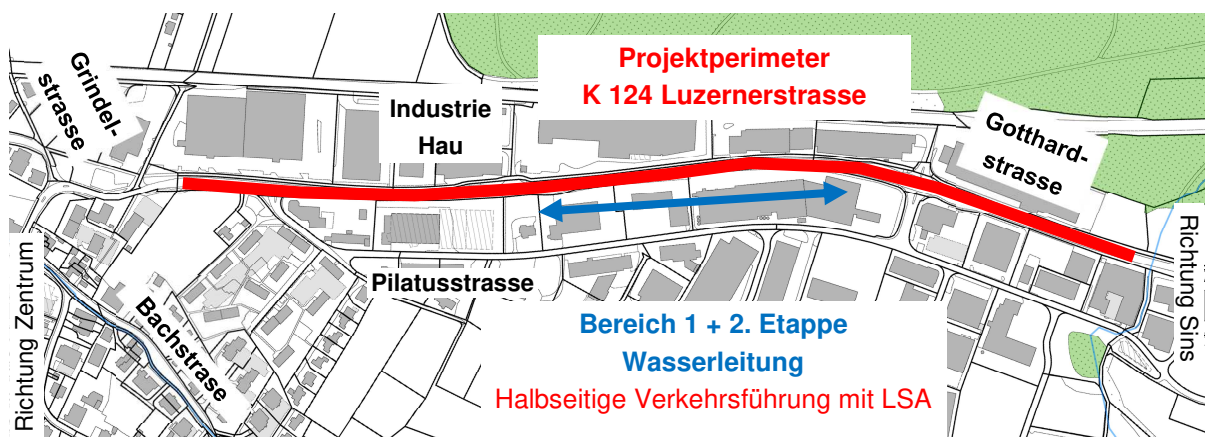 Grindel-
strasse
Industrie
Hau
Projektperimeter
K 124 Luzernerstrasse
Gotthard-
strasse
Richtung Zentrum
Bachstrasse
Pilatusstrasse
Bereich 1 + 2. Etappe
Wasserleitung
Halbseitige Verkehrsführung mit LSA
Richtung Sins